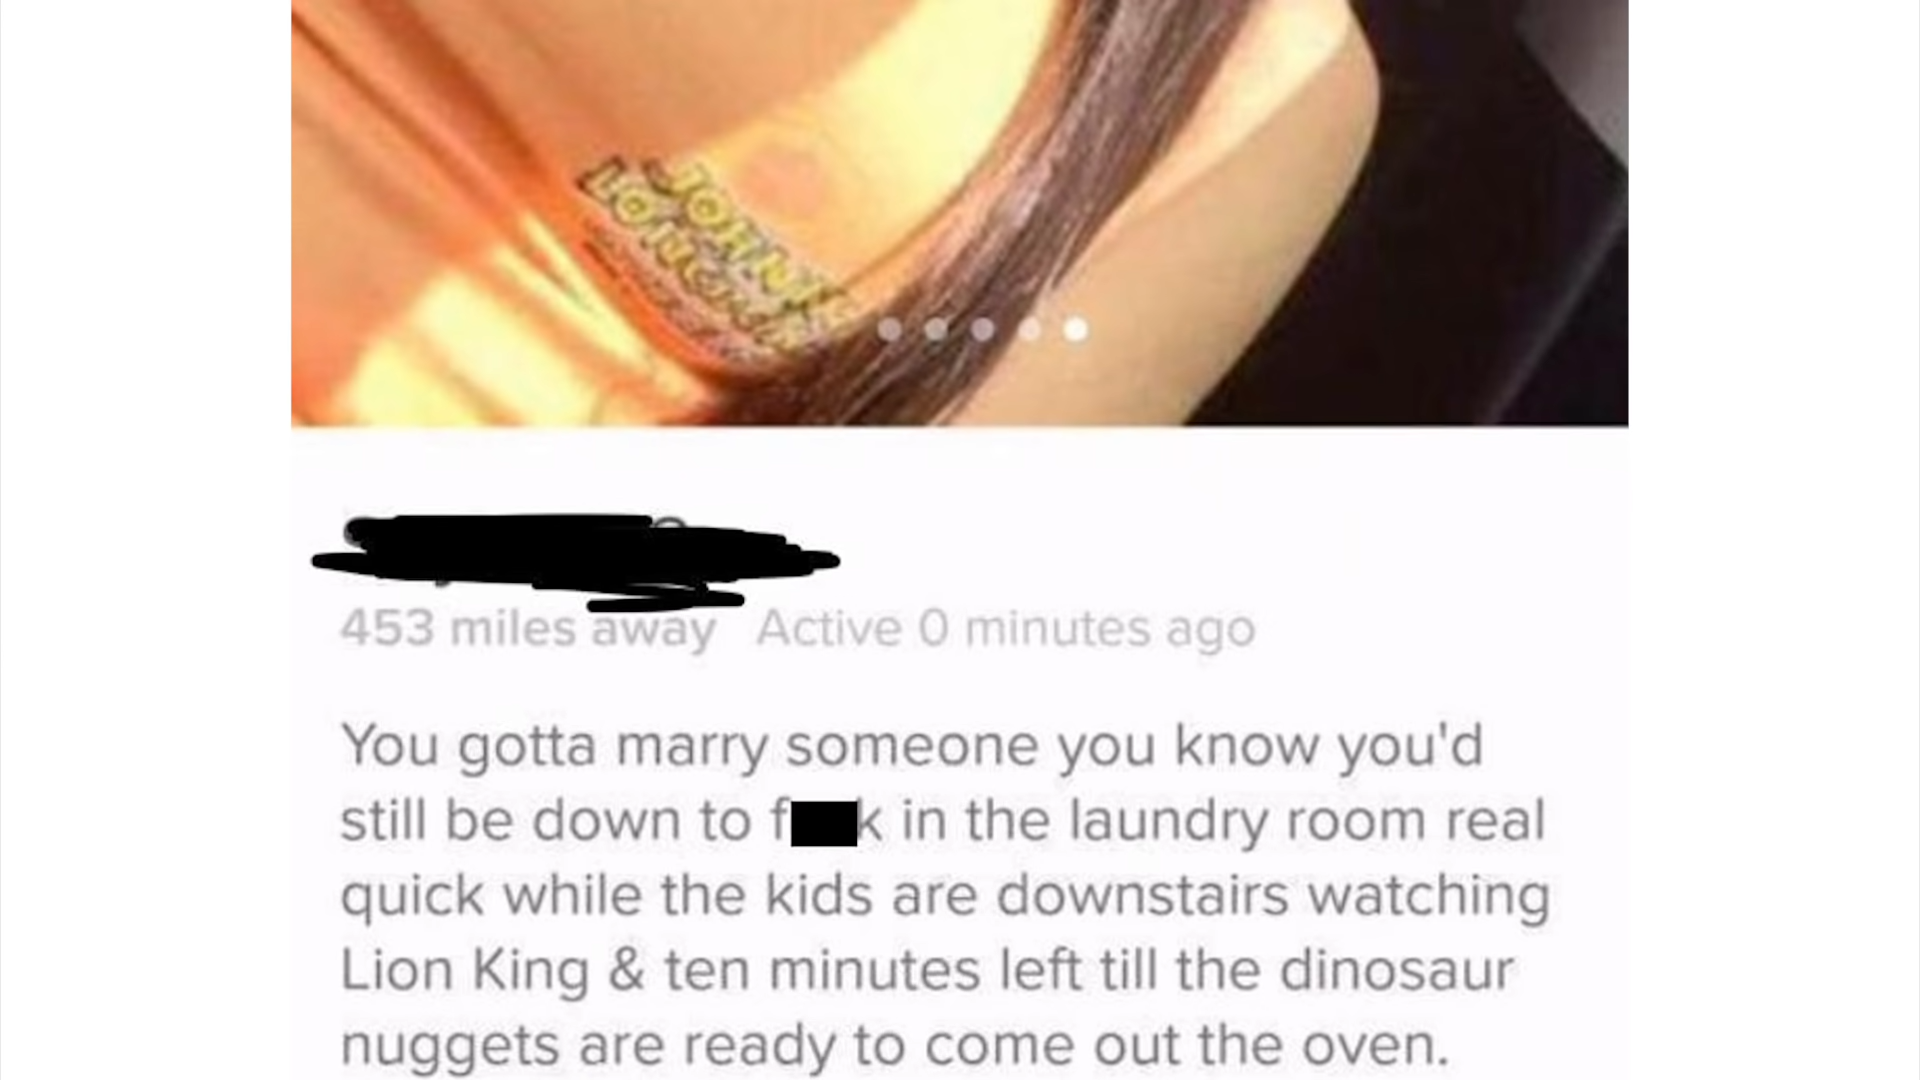 JOHNN
453 miles away Active 0 minutes ago
You gotta marry someone you know you'd
still be down to f k in the laundry room real
quick while the kids are downstairs watching
Lion King & ten minutes left till the dinosaur
nuggets are ready to come out the oven.